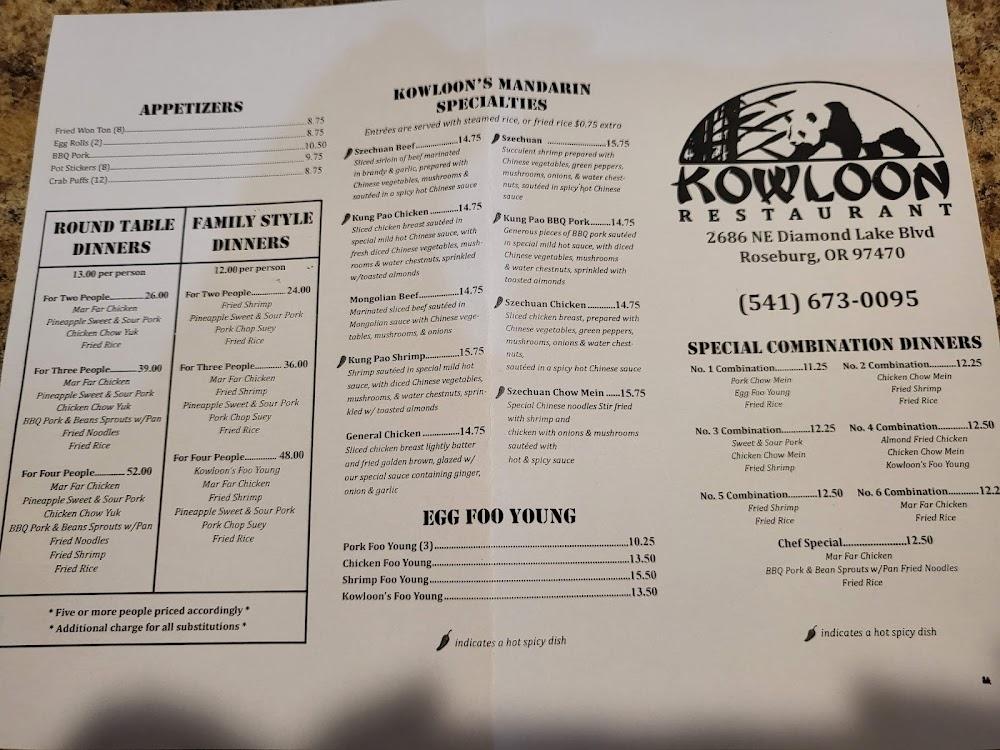 APPETIZERS
Fried Won Ton (8) 8.75
Egg Rolls (2) 8.75
BBQ Pork 10.50
Pot Stickers (8) 9.75
Crab Puffs (12) 8.75
ROUND TABLE
DINNERS
13.00 per person
For Two People 26.00
Mar Far Chicken
Pineapple Sweet & Sour Pork
Chicken Chow Yuk
Fried Rice
For Three People 39.00
Mar Far Chicken
Pineapple Sweet & Sour Pork
Chicken Chow Yuk
BBQ Pork & Beans Sprouts w/Pan
Fried Noodles
Fried Rice
For Four People 52.00
Mar Far Chicken
Pineapple Sweet & Sour Pork
Chicken Chow Yuk
BBQ Pork & Beans Sprouts w/Pan
Fried Noodles
Fried Shrimp
Fried Rice
FAMILY STYLE
DINNERS
12.00 per person
For Two People 24.00
Fried Shrimp
Pineapple Sweet & Sour Pork
Pork Chop Suey
Fried Rice
For Three People 36.00
Mar Far Chicken
Fried Shrimp
Pineapple Sweet & Sour Pork
Pork Chop Suey
Fried Rice
For Four People 48.00
Kowloon's Foo Young
Mar Far Chicken
Fried Shrimp
Pineapple Sweet & Sour Pork
Pork Chop Suey
Fried Rice
* Five or more people priced accordingly *
* Additional charge for all substitutions *
KOWLOON'S MANDARIN
SPECIALTIES
Entrées are served with steamed rice, or fried rice $0.75 extra
Szechuan Beef 14.75
Sliced sirloin of beef marinated
in brandy & garlic, prepared with
Chinese vegetables, mushrooms &
sautéed in a spicy hot Chinese sauce
Kung Pao Chicken 14.75
Sliced chicken breast sautéed in
special mild hot Chinese sauce, with
fresh diced Chinese vegetables, mush-
rooms & water chestnuts, sprinkled
w/toasted almonds
Mongolian Beef 14.75
Marinated sliced beef sautéed in
Mongolian sauce with Chinese vege-
tables, mushrooms, & onions
Kung Pao Shrimp 15.75
Shrimp sautéed in special mild hot
sauce, with diced Chinese vegetables,
mushrooms, & water chestnuts, sprin-
kled w/ toasted almonds
General Chicken 14.75
Sliced chicken breast lightly batter
and fried golden brown, glazed w/
our special sauce containing ginger,
onion & garlic
Szechuan 15.75
Succulent shrimp prepared with
Chinese vegetables, green peppers,
mushrooms, onions, & water chest-
nuts, sautéed in spicy hot Chinese
sauce
Kung Pao BBQ Pork 14.75
Generous pieces of BBQ pork sautéed
in special mild hot sauce, with diced
Chinese vegetables, mushrooms
& water chestnuts, sprinkled with
toasted almonds
Szechuan Chicken 14.75
Sliced chicken breast, prepared with
Chinese vegetables, green peppers,
mushrooms, onions & water chest-
nuts,
sautéed in a spicy hot Chinese sauce
Szechuan Chow Mein 15.75
Special Chinese noodles Stir fried
with shrimp and
chicken with onions & mushrooms
sautéed with
hot & spicy sauce
EGG FOO YOUNG
Pork Foo Young (3) 10.25
Chicken Foo Young 13.50
Shrimp Foo Young 15.50
Kowloon's Foo Young 13.50
indicates a hot spicy dish
KOWLOON
RESTAURANT
2686 NE Diamond Lake Blvd
Roseburg, OR 97470
(541) 673-0095
SPECIAL COMBINATION DINNERS
No. 1 Combination 11.25
Pork Chow Mein
Egg Foo Young
Fried Rice
No. 2 Combination 12.25
Chicken Chow Mein
Fried Shrimp
Fried Rice
No. 3 Combination 12.25
Sweet & Sour Pork
Chicken Chow Mein
Fried Shrimp
No. 4 Combination 12.50
Almond Fried Chicken
Chicken Chow Mein
Kowloon's Foo Young
No. 5 Combination 12.50
Fried Shrimp
Fried Rice
No. 6 Combination 12.2
Mar Far Chicken
Fried Rice
Chef Special 12.50
Mar Far Chicken
BBQ Pork & Bean Sprouts w/Pan Fried Noodles
Fried Rice
indicates a hot spicy dish